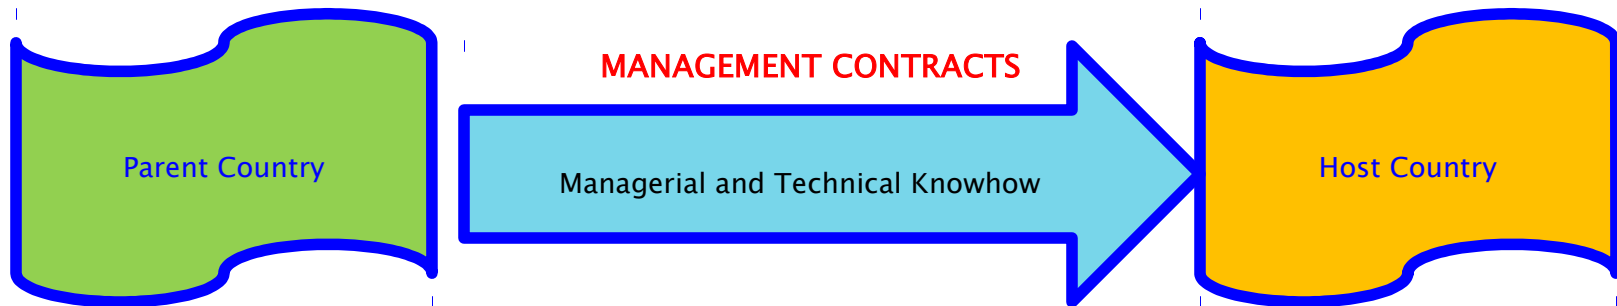 MANAGEMENT CONTRACTS
Parent Country
Managerial and Technical Knowhow
Host Country